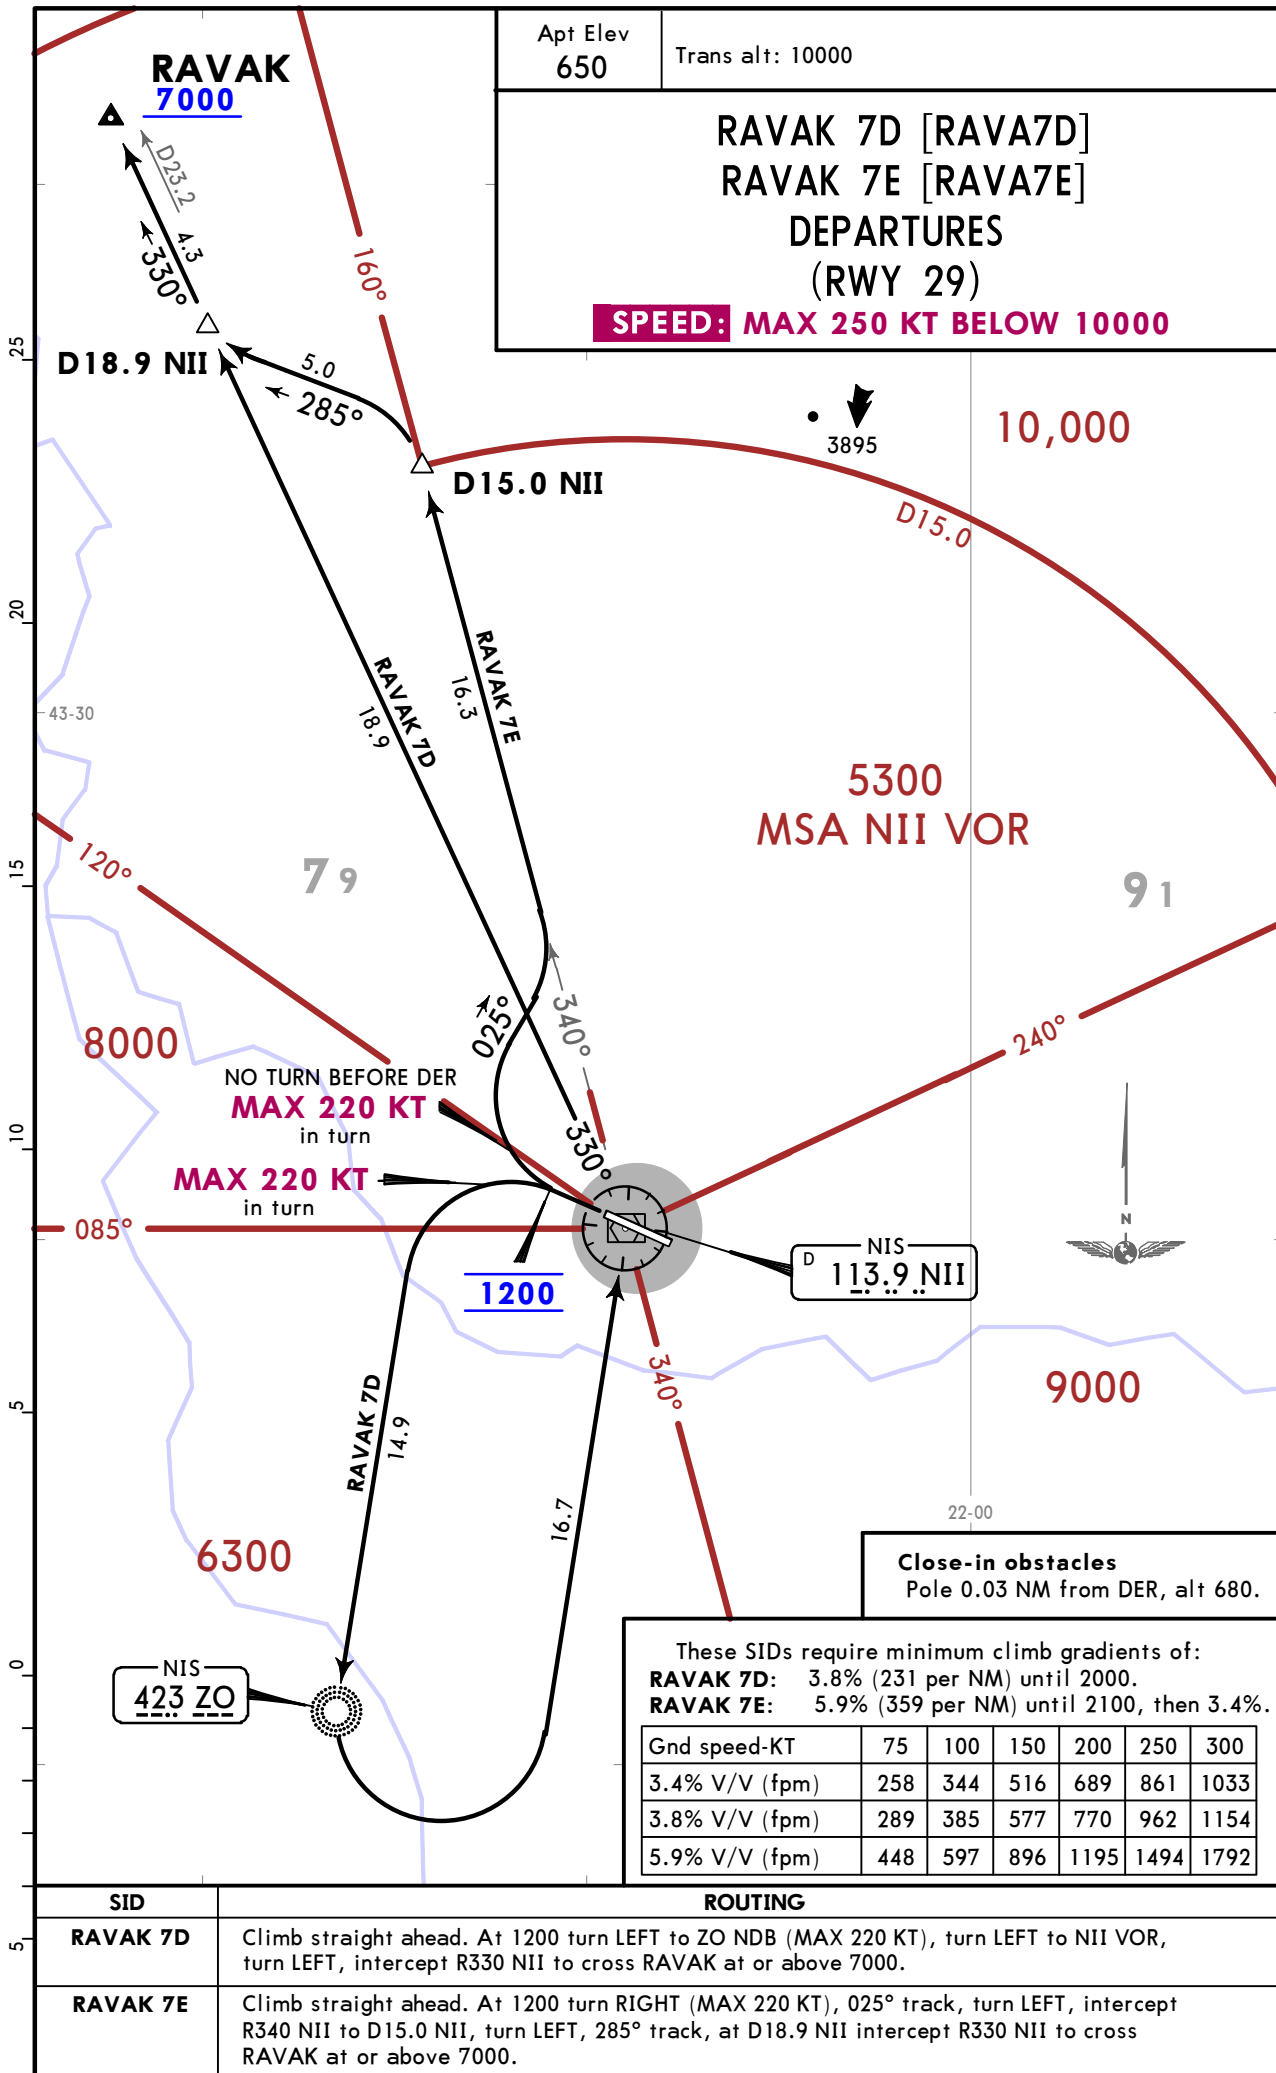 Apt Elev
650
Trans alt: 10000
RAVAK 7D [RAVA7D]
RAVAK 7E [RAVA7E]
DEPARTURES
(RWY 29)
SPEED: MAX 250 KT BELOW 10000
RAVAK
7000
D23.2
4.3
330°
D18.9 NII
5.0
285°
160°
D15.0 NII
3895
10,000
D15.0
25
20
15
10
5
0
5
43-30
RAVAK 7D
18.9
RAVAK 7E
16.3
5300
MSA NII VOR
120°
79
91
8000
025°
340°
240°
NO TURN BEFORE DER
MAX 220 KT
in turn
330°
MAX 220 KT
in turn
085°
1200
NIS
D 113.9 NII
N
340°
9000
RAVAK 7D
14.9
16.7
22-00
6300
NIS
423 ZO
Close-in obstacles
Pole 0.03 NM from DER, alt 680.
These SIDs require minimum climb gradients of:
RAVAK 7D: 3.8% (231 per NM) until 2000.
RAVAK 7E: 5.9% (359 per NM) until 2100, then 3.4%.
Gnd speed-KT 75 100 150 200 250 300
3.4% V/V (fpm) 258 344 516 689 861 1033
3.8% V/V (fpm) 289 385 577 770 962 1154
5.9% V/V (fpm) 448 597 896 1195 1494 1792
SID ROUTING
RAVAK 7D Climb straight ahead. At 1200 turn LEFT to ZO NDB (MAX 220 KT), turn LEFT to NII VOR,
turn LEFT, intercept R330 NII to cross RAVAK at or above 7000.
RAVAK 7E Climb straight ahead. At 1200 turn RIGHT (MAX 220 KT), 025° track, turn LEFT, intercept
R340 NII to D15.0 NII, turn LEFT, 285° track, at D18.9 NII intercept R330 NII to cross
RAVAK at or above 7000.